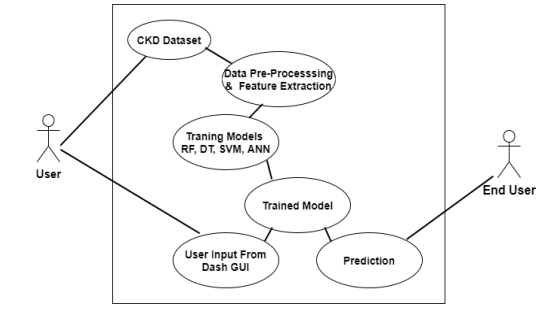 CKD Dataset
Data Pre-Processsing
& Feature Extraction
Traning Models
RF, DT, SVM, ANN
User
End User
Trained Model
User Input From
Dash GUI
Prediction